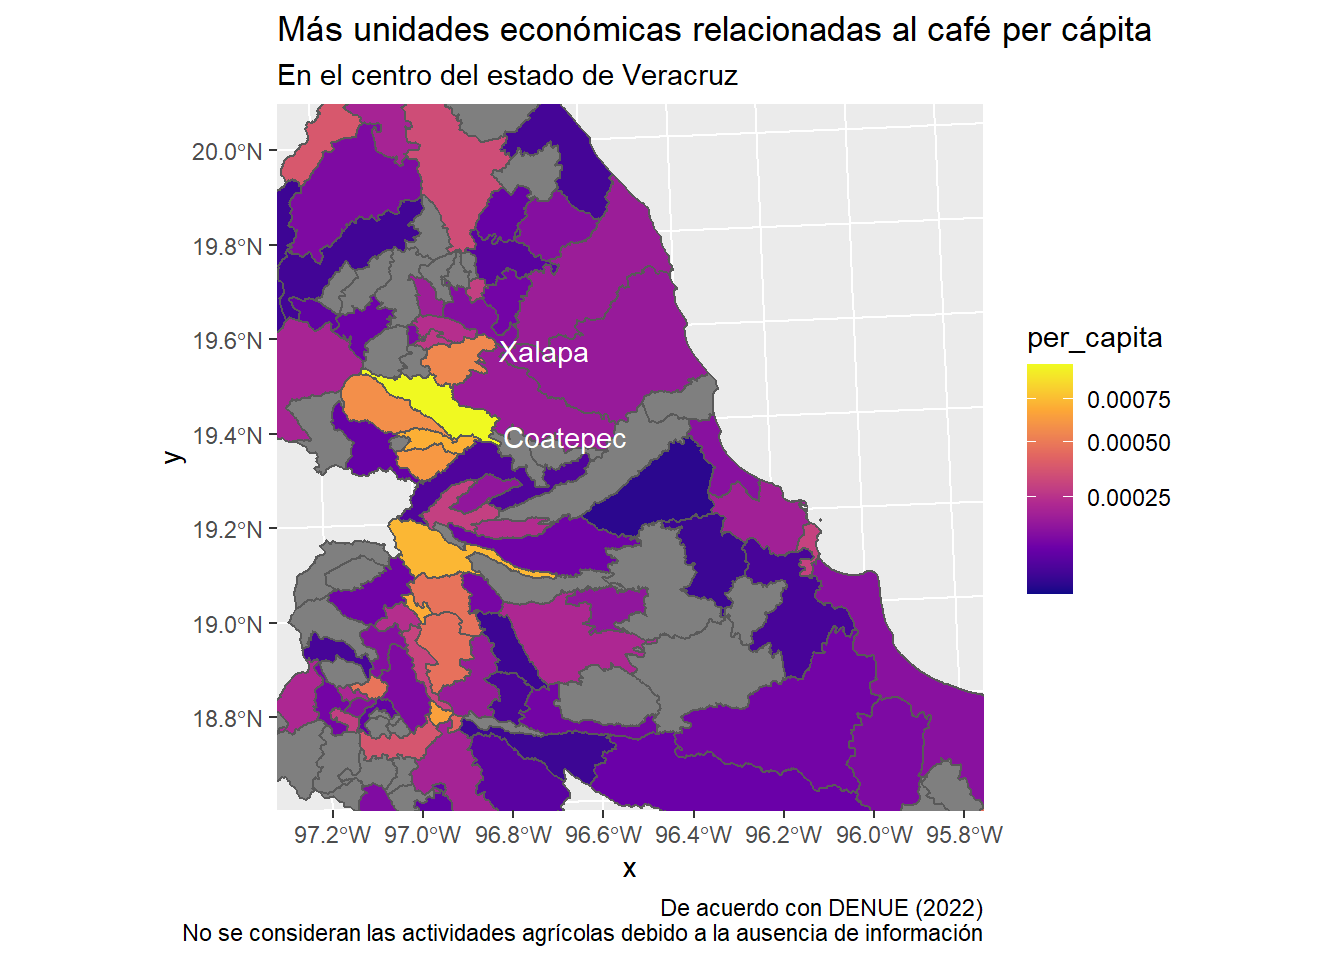 Más unidades económicas relacionadas al café per cápita
En el centro del estado de Veracruz
20.0°N
19.8°N
19.6°N
19.4°N
19.2°N
19.0°N
18.8°N
y
Xalapa
Coatepec
97.2°W 97.0°W 96.8°W 96.6°W 96.4°W 96.2°W 96.0°W 95.8°W
x
per_capita
0.00075
0.00050
0.00025
De acuerdo con DENUE (2022)
No se consideran las actividades agrícolas debido a la ausencia de información